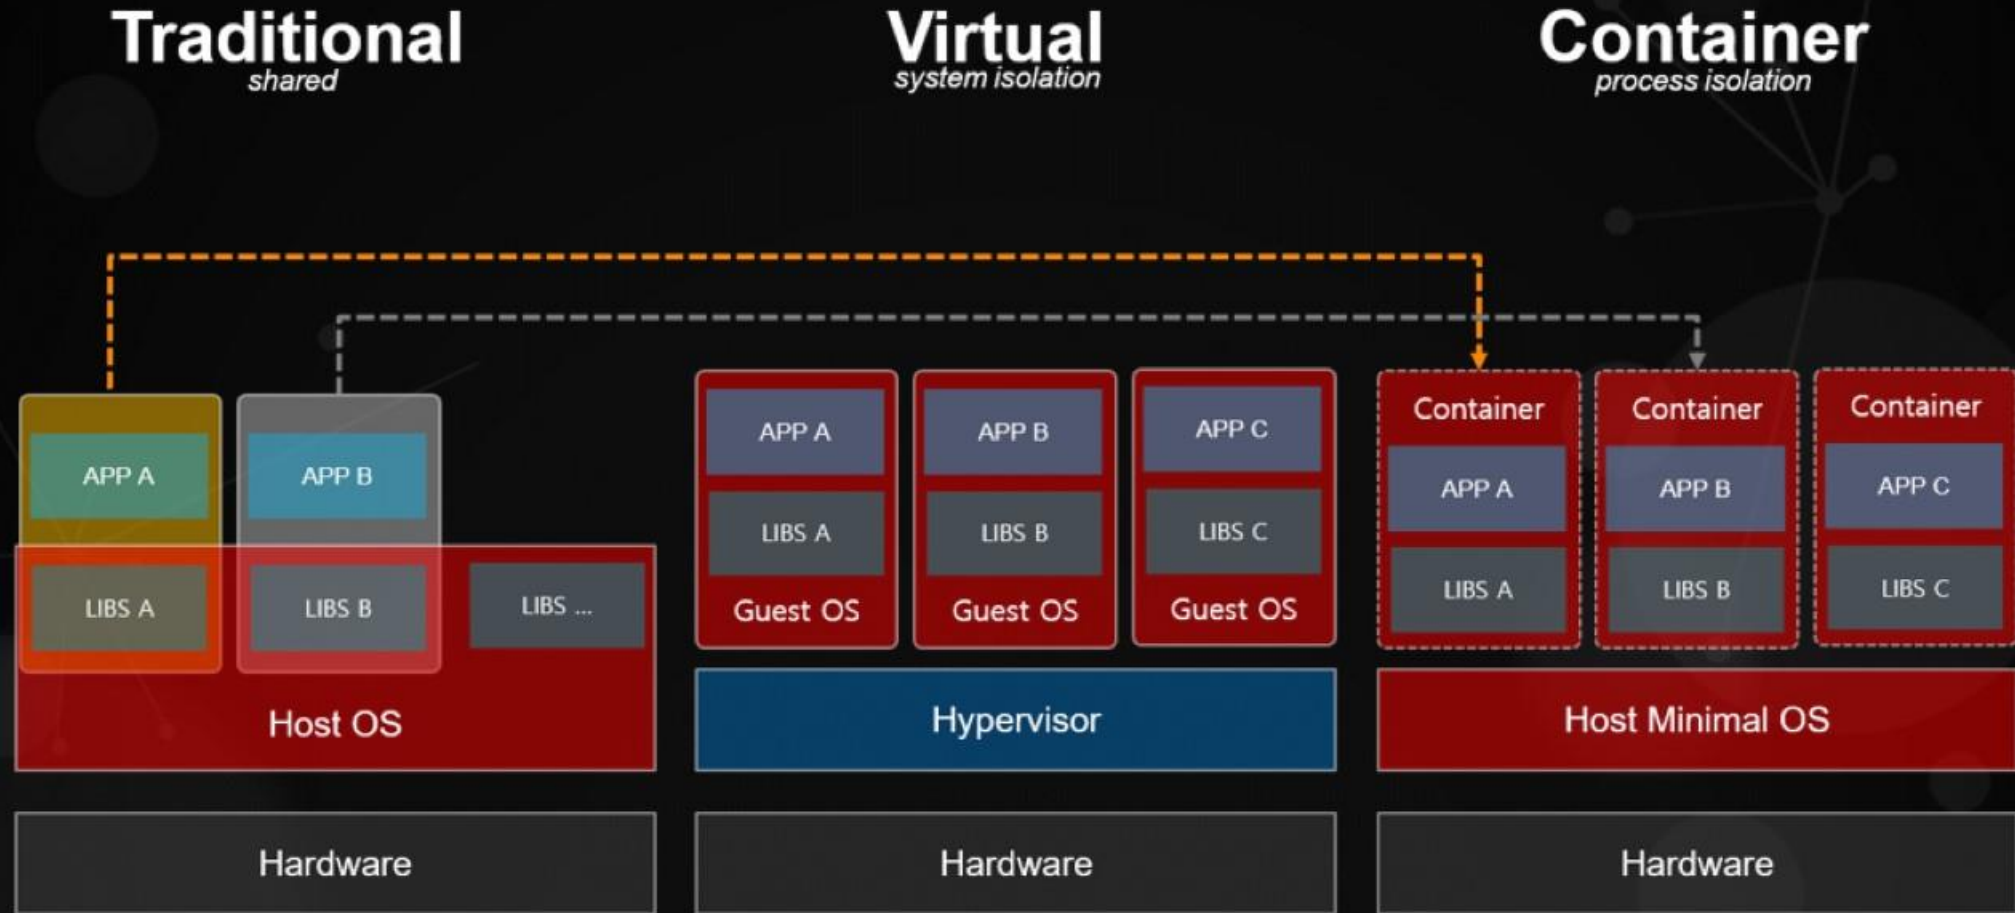 Traditional
shared
Virtual
system isolation
Container
process isolation
APP A
APP B
LIBS A
LIBS B
LIBS ...
Host OS
Hardware
APP A
APP B
APP C
LIBS A
LIBS B
LIBS C
Guest OS
Guest OS
Guest OS
Hypervisor
Hardware
Container
Container
Container
APP A
APP B
APP C
LIBS A
LIBS B
LIBS C
Host Minimal OS
Hardware